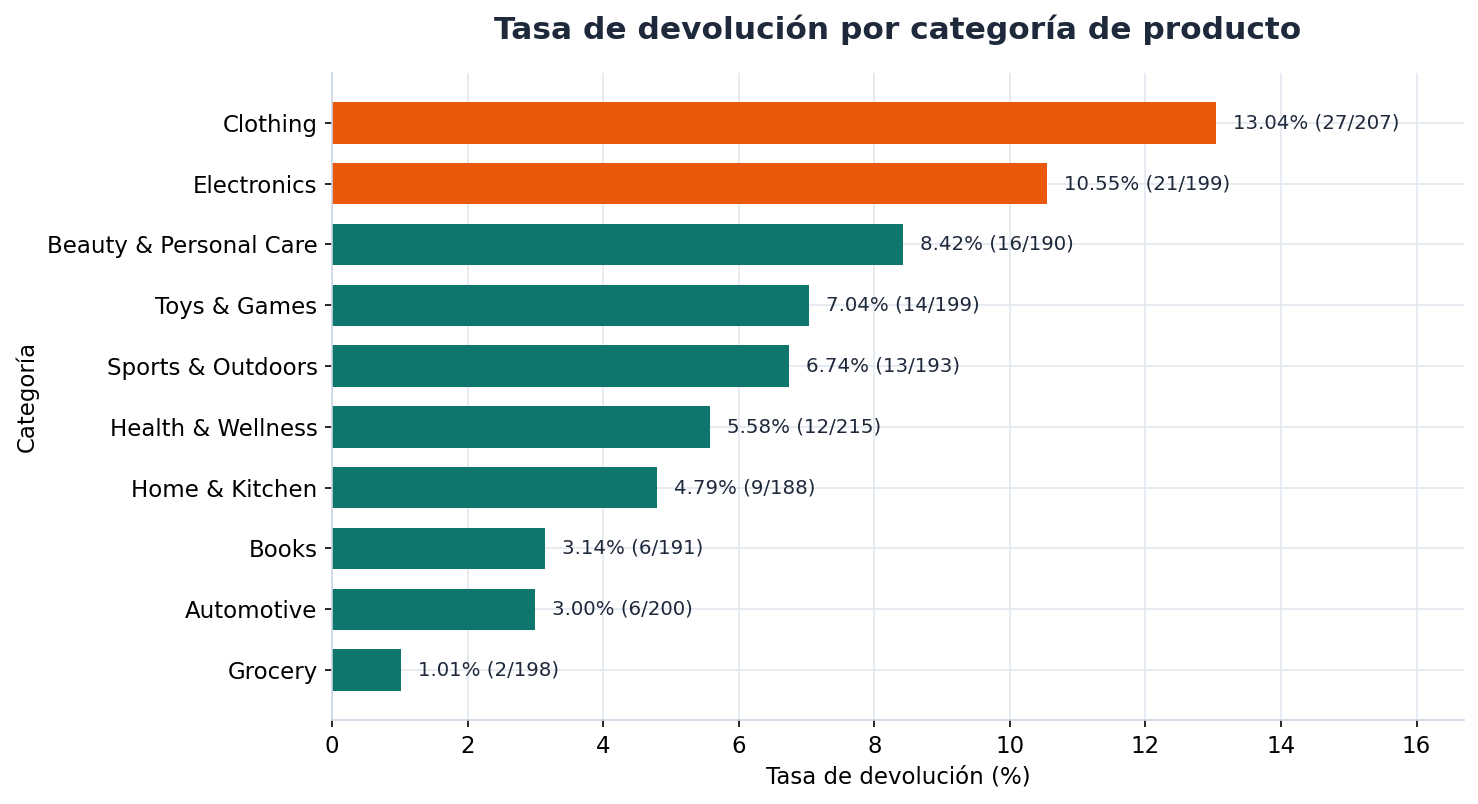 Tasa de devolución por categoría de producto
Categoría
Clothing 13.04% (27/207)
Electronics 10.55% (21/199)
Beauty & Personal Care 8.42% (16/190)
Toys & Games 7.04% (14/199)
Sports & Outdoors 6.74% (13/193)
Health & Wellness 5.58% (12/215)
Home & Kitchen 4.79% (9/188)
Books 3.14% (6/191)
Automotive 3.00% (6/200)
Grocery 1.01% (2/198)
0 2 4 6 8 10 12 14 16
Tasa de devolución (%)